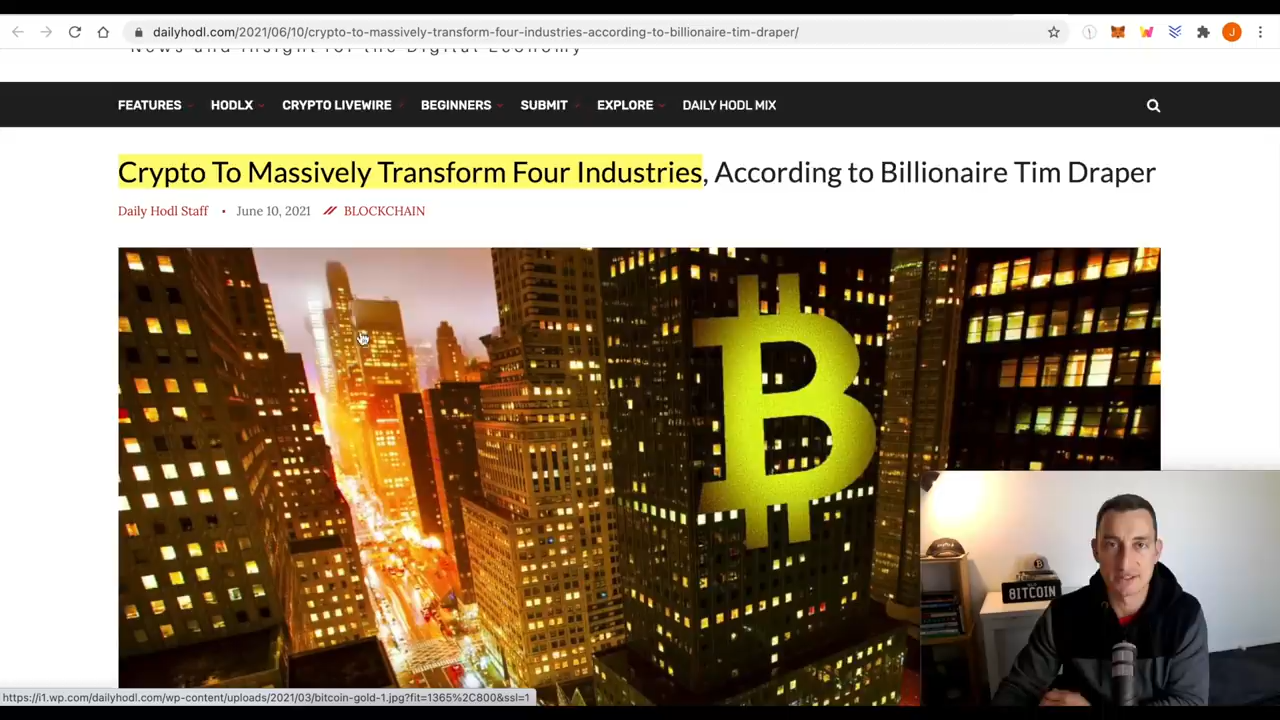 dailyhodl.com/2021/06/10/crypto-to-massively-transform-four-industries-according-to-billionaire-tim-draper/
J
News and Insight for the Digital Economy
FEATURES HODLX CRYPTO LIVEWIRE BEGINNERS SUBMIT EXPLORE DAILY HODL MIX
Crypto To Massively Transform Four Industries, According to Billionaire Tim Draper
Daily Hodl Staff • June 10, 2021 // BLOCKCHAIN
BITCOIN
https://i1.wp.com/dailyhodl.com/wp-content/uploads/2021/03/bitcoin-gold-1.jpg?fit=1365%2C800&ssl=1